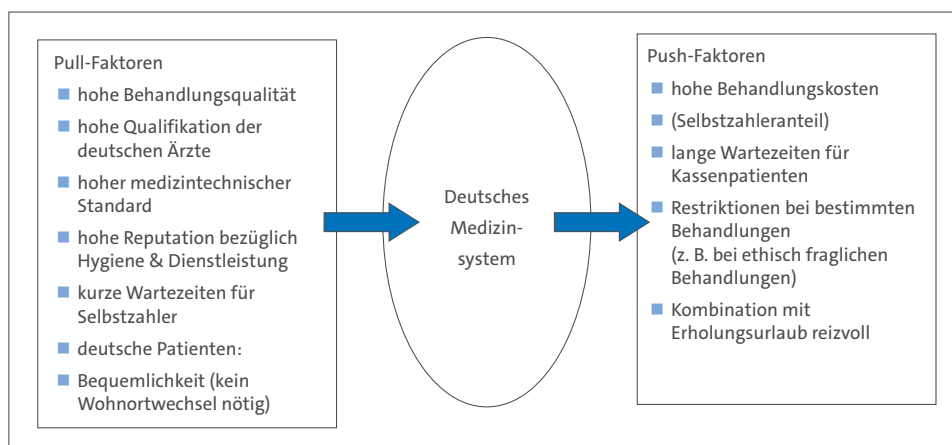 Pull-Faktoren
hohe Behandlungsqualität
hohe Qualifikation der
deutschen Ärzte
hoher medizintechnischer
Standard
hohe Reputation bezüglich
Hygiene & Dienstleistung
kurze Wartezeiten für
Selbstzahler
deutsche Patienten:
Bequemlichkeit (kein
Wohnortwechsel nötig)
Deutsches
Medizin-
system
Push-Faktoren
hohe Behandlungskosten
(Selbstzahleranteil)
lange Wartezeiten für
Kassenpatienten
Restriktionen bei bestimmten
Behandlungen
(z. B. bei ethisch fraglichen
Behandlungen)
Kombination mit
Erholungsurlaub reizvoll